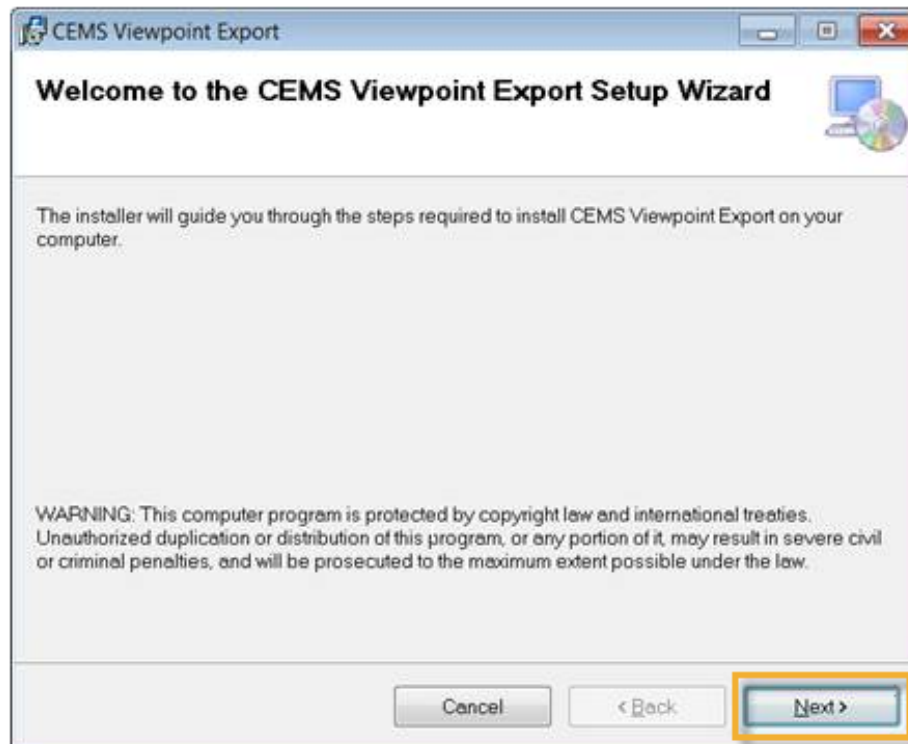 CEMS Viewpoint Export
Welcome to the CEMS Viewpoint Export Setup Wizard
The installer will guide you through the steps required to install CEMS Viewpoint Export on your
computer.
WARNING: This computer program is protected by copyright law and international treaties.
Unauthorized duplication or distribution of this program, or any portion of it, may result in severe civil
or criminal penalties, and will be prosecuted to the maximum extent possible under the law.
Cancel
< Back
Next >